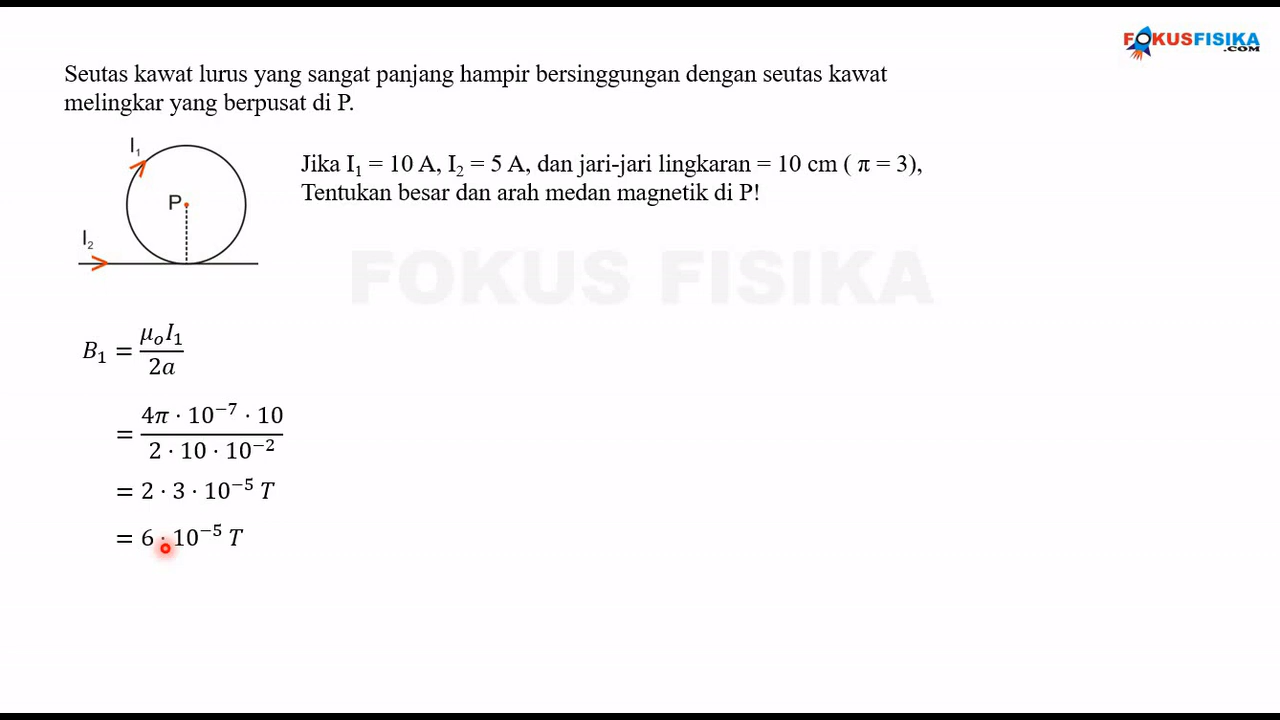 FOKUSFISIKA
.COM
Seutas kawat lurus yang sangat panjang hampir bersinggungan dengan seutas kawat
melingkar yang berpusat di P.
I₁
P
I₂
Jika I₁ = 10 A, I₂ = 5 A, dan jari-jari lingkaran = 10 cm ( π = 3),
Tentukan besar dan arah medan magnetik di P!
FOKUS FISIKA
B₁ = μₒI₁ / 2a
= 4π · 10⁻⁷ · 10 / 2 · 10 · 10⁻²
= 2 · 3 · 10⁻⁵ T
= 6 · 10⁻⁵ T